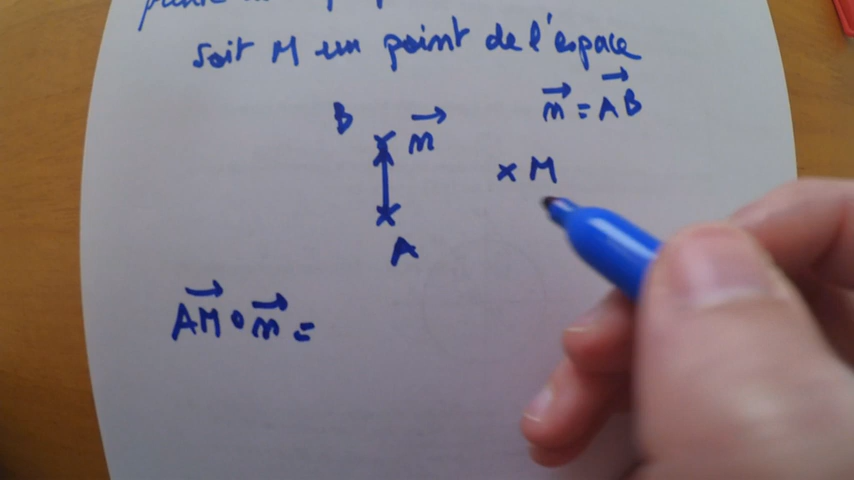 soit M un point de l'espace
n⃗ = AB⃗
B n⃗
x M
A
AM⃗ • n⃗ =